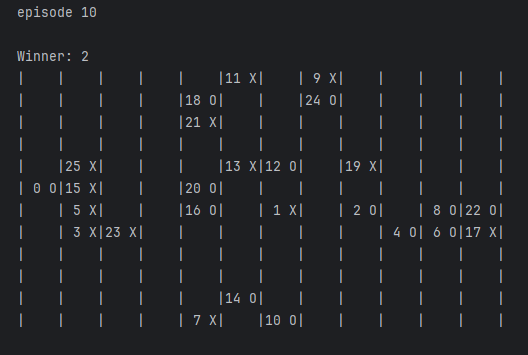 episode 10
Winner: 2
|    |    |    |    |    |11 X|    | 9 X|    |    |    |    |
|    |    |    |    |18 O|    |    |24 O|    |    |    |    |
|    |    |    |    |21 X|    |    |    |    |    |    |    |
|    |    |    |    |    |    |    |    |    |    |    |    |
|    |25 X|    |    |    |13 X|12 O|    |19 X|    |    |    |
| 0 O|15 X|    |    |20 O|    |    |    |    |    |    |    |
|    | 5 X|    |    |16 O|    | 1 X|    | 2 O|    | 8 O|22 O|
|    | 3 X|23 X|    |    |    |    |    |    | 4 O| 6 O|17 X|
|    |    |    |    |    |    |    |    |    |    |    |    |
|    |    |    |    |    |    |    |    |    |    |    |    |
|    |    |    |    |    |14 O|    |    |    |    |    |    |
|    |    |    |    | 7 X|    |10 O|    |    |    |    |    |